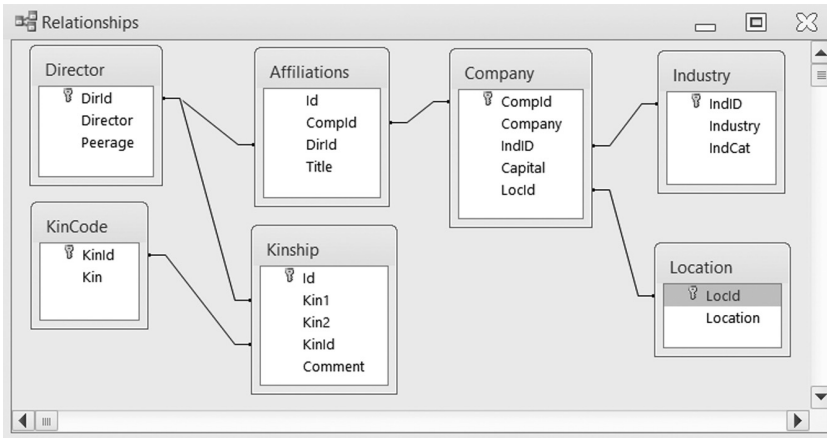 Relationships
Director
DirId
Director
Peerage
Affiliations
Id
CompId
DirId
Title
Company
CompId
Company
IndID
Capital
LocId
Industry
IndID
Industry
IndCat
KinCode
KinId
Kin
Kinship
Id
Kin1
Kin2
KinId
Comment
Location
LocId
Location